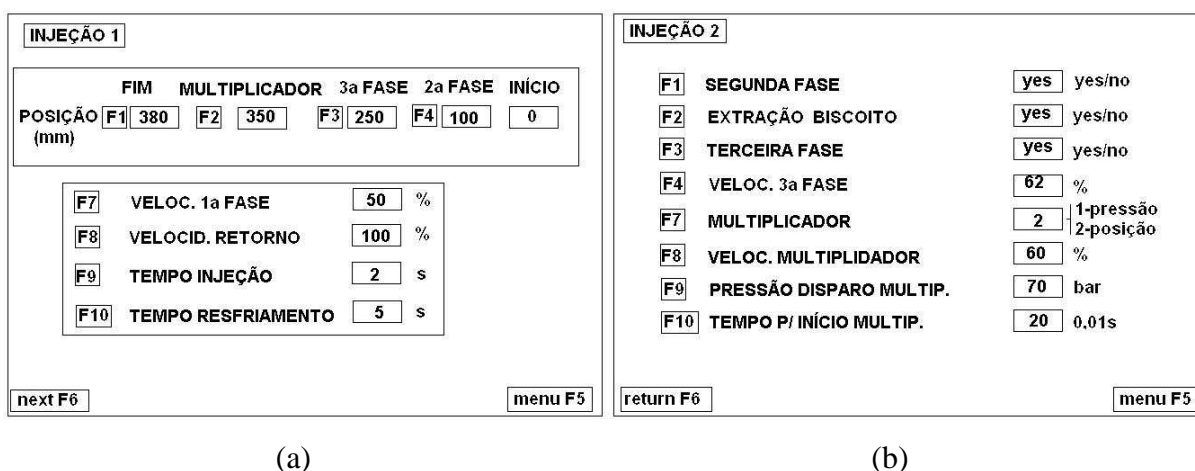 INJEÇÃO 1
FIM MULTIPLICADOR 3a FASE 2a FASE INÍCIO
POSIÇÃO F1 380 F2 350 F3 250 F4 100 0
(mm)
F7 VELOC. 1a FASE 50 %
F8 VELOCID. RETORNO 100 %
F9 TEMPO INJEÇÃO 2 s
F10 TEMPO RESFRIAMENTO 5 s
next F6 menu F5
(a)
INJEÇÃO 2
F1 SEGUNDA FASE yes yes/no
F2 EXTRAÇÃO BISCOITO yes yes/no
F3 TERCEIRA FASE yes yes/no
F4 VELOC. 3a FASE 62 %
F7 MULTIPLICADOR 2 1-pressão
2-posição
F8 VELOC. MULTIPLIDADOR 60 %
F9 PRESSÃO DISPARO MULTIP. 70 bar
F10 TEMPO P/ INÍCIO MULTIP. 20 0,01s
return F6 menu F5
(b)